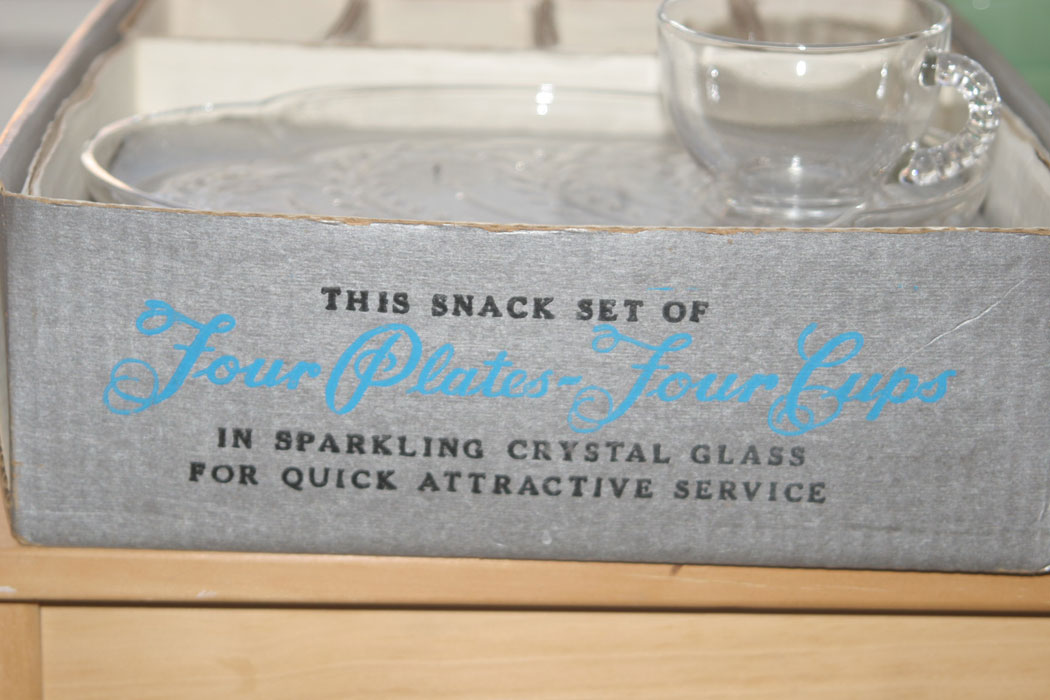 THIS SNACK SET OF
Four Plates-Four Cups
IN SPARKLING CRYSTAL GLASS
FOR QUICK ATTRACTIVE SERVICE